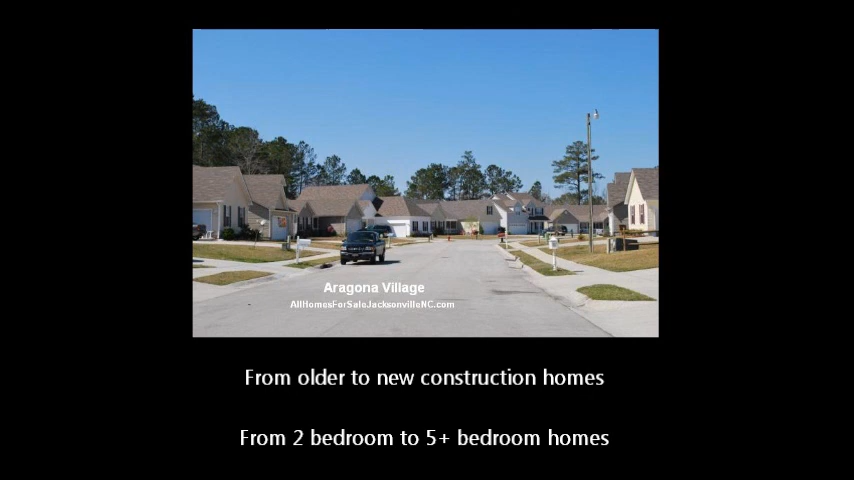 Aragona Village
AllHomesForSaleJacksonvilleNC.com
From older to new construction homes
From 2 bedroom to 5+ bedroom homes